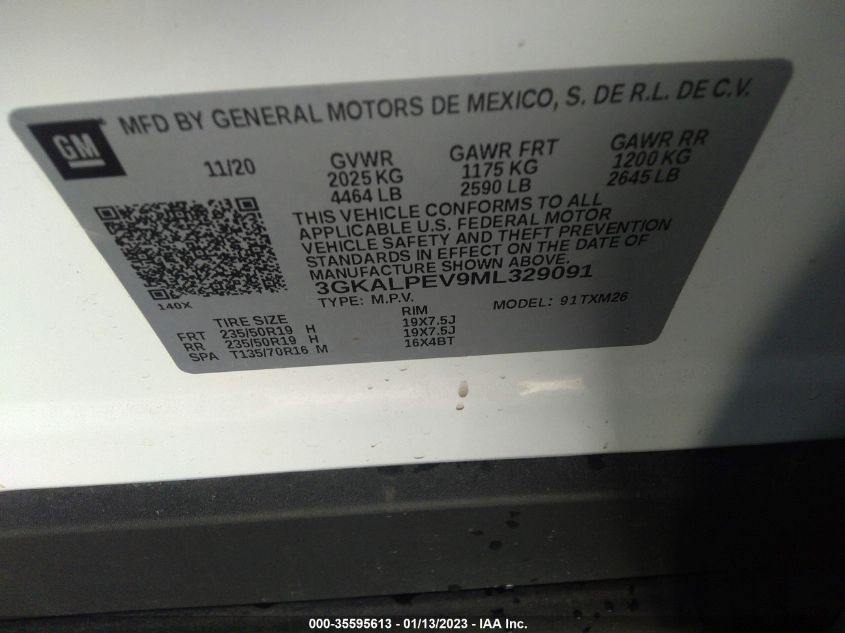 GM
MFD BY GENERAL MOTORS DE MEXICO, S. DE R.L. DE C.V.
11/20 GVWR GAWR FRT GAWR RR
2025 KG 1175 KG 1200 KG
4464 LB 2590 LB 2645 LB
THIS VEHICLE CONFORMS TO ALL
APPLICABLE U.S. FEDERAL MOTOR
VEHICLE SAFETY AND THEFT PREVENTION
STANDARDS IN EFFECT ON THE DATE OF
MANUFACTURE SHOWN ABOVE.
3GKALPEV9ML329091
140X
TYPE: M.P.V. MODEL: 91TXM26
TIRE SIZE RIM
FRT 235/50R19 H 19X7.5J
RR 235/50R19 H 19X7.5J
SPA T135/70R16 M 16X4BT
000-35595613 - 01/13/2023 - IAA Inc.